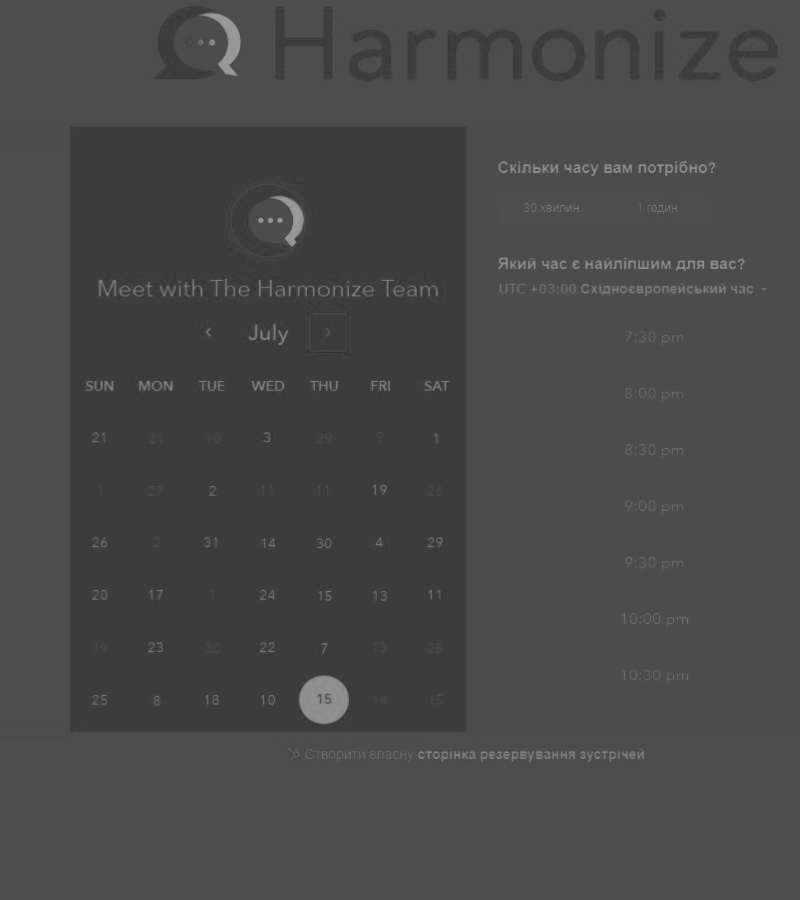 Harmonize
Meet with The Harmonize Team
July
SUN MON TUE WED THU FRI SAT
21 21 10 3 29 9 1
1 27 2 11 11 19 26
26 2 31 14 30 4 29
20 17 1 24 15 13 11
19 23 30 22 7 13 28
25 8 18 10 15 14 15
Скільки часу вам потрібно?
30 хвилин 1 годин
Який час є найліпшим для вас?
UTC +03:00 Східноєвропейський час
7:30 pm
8:00 pm
8:30 pm
9:00 pm
9:30 pm
10:00 pm
10:30 pm
Створити власну сторінка резервування зустрічей